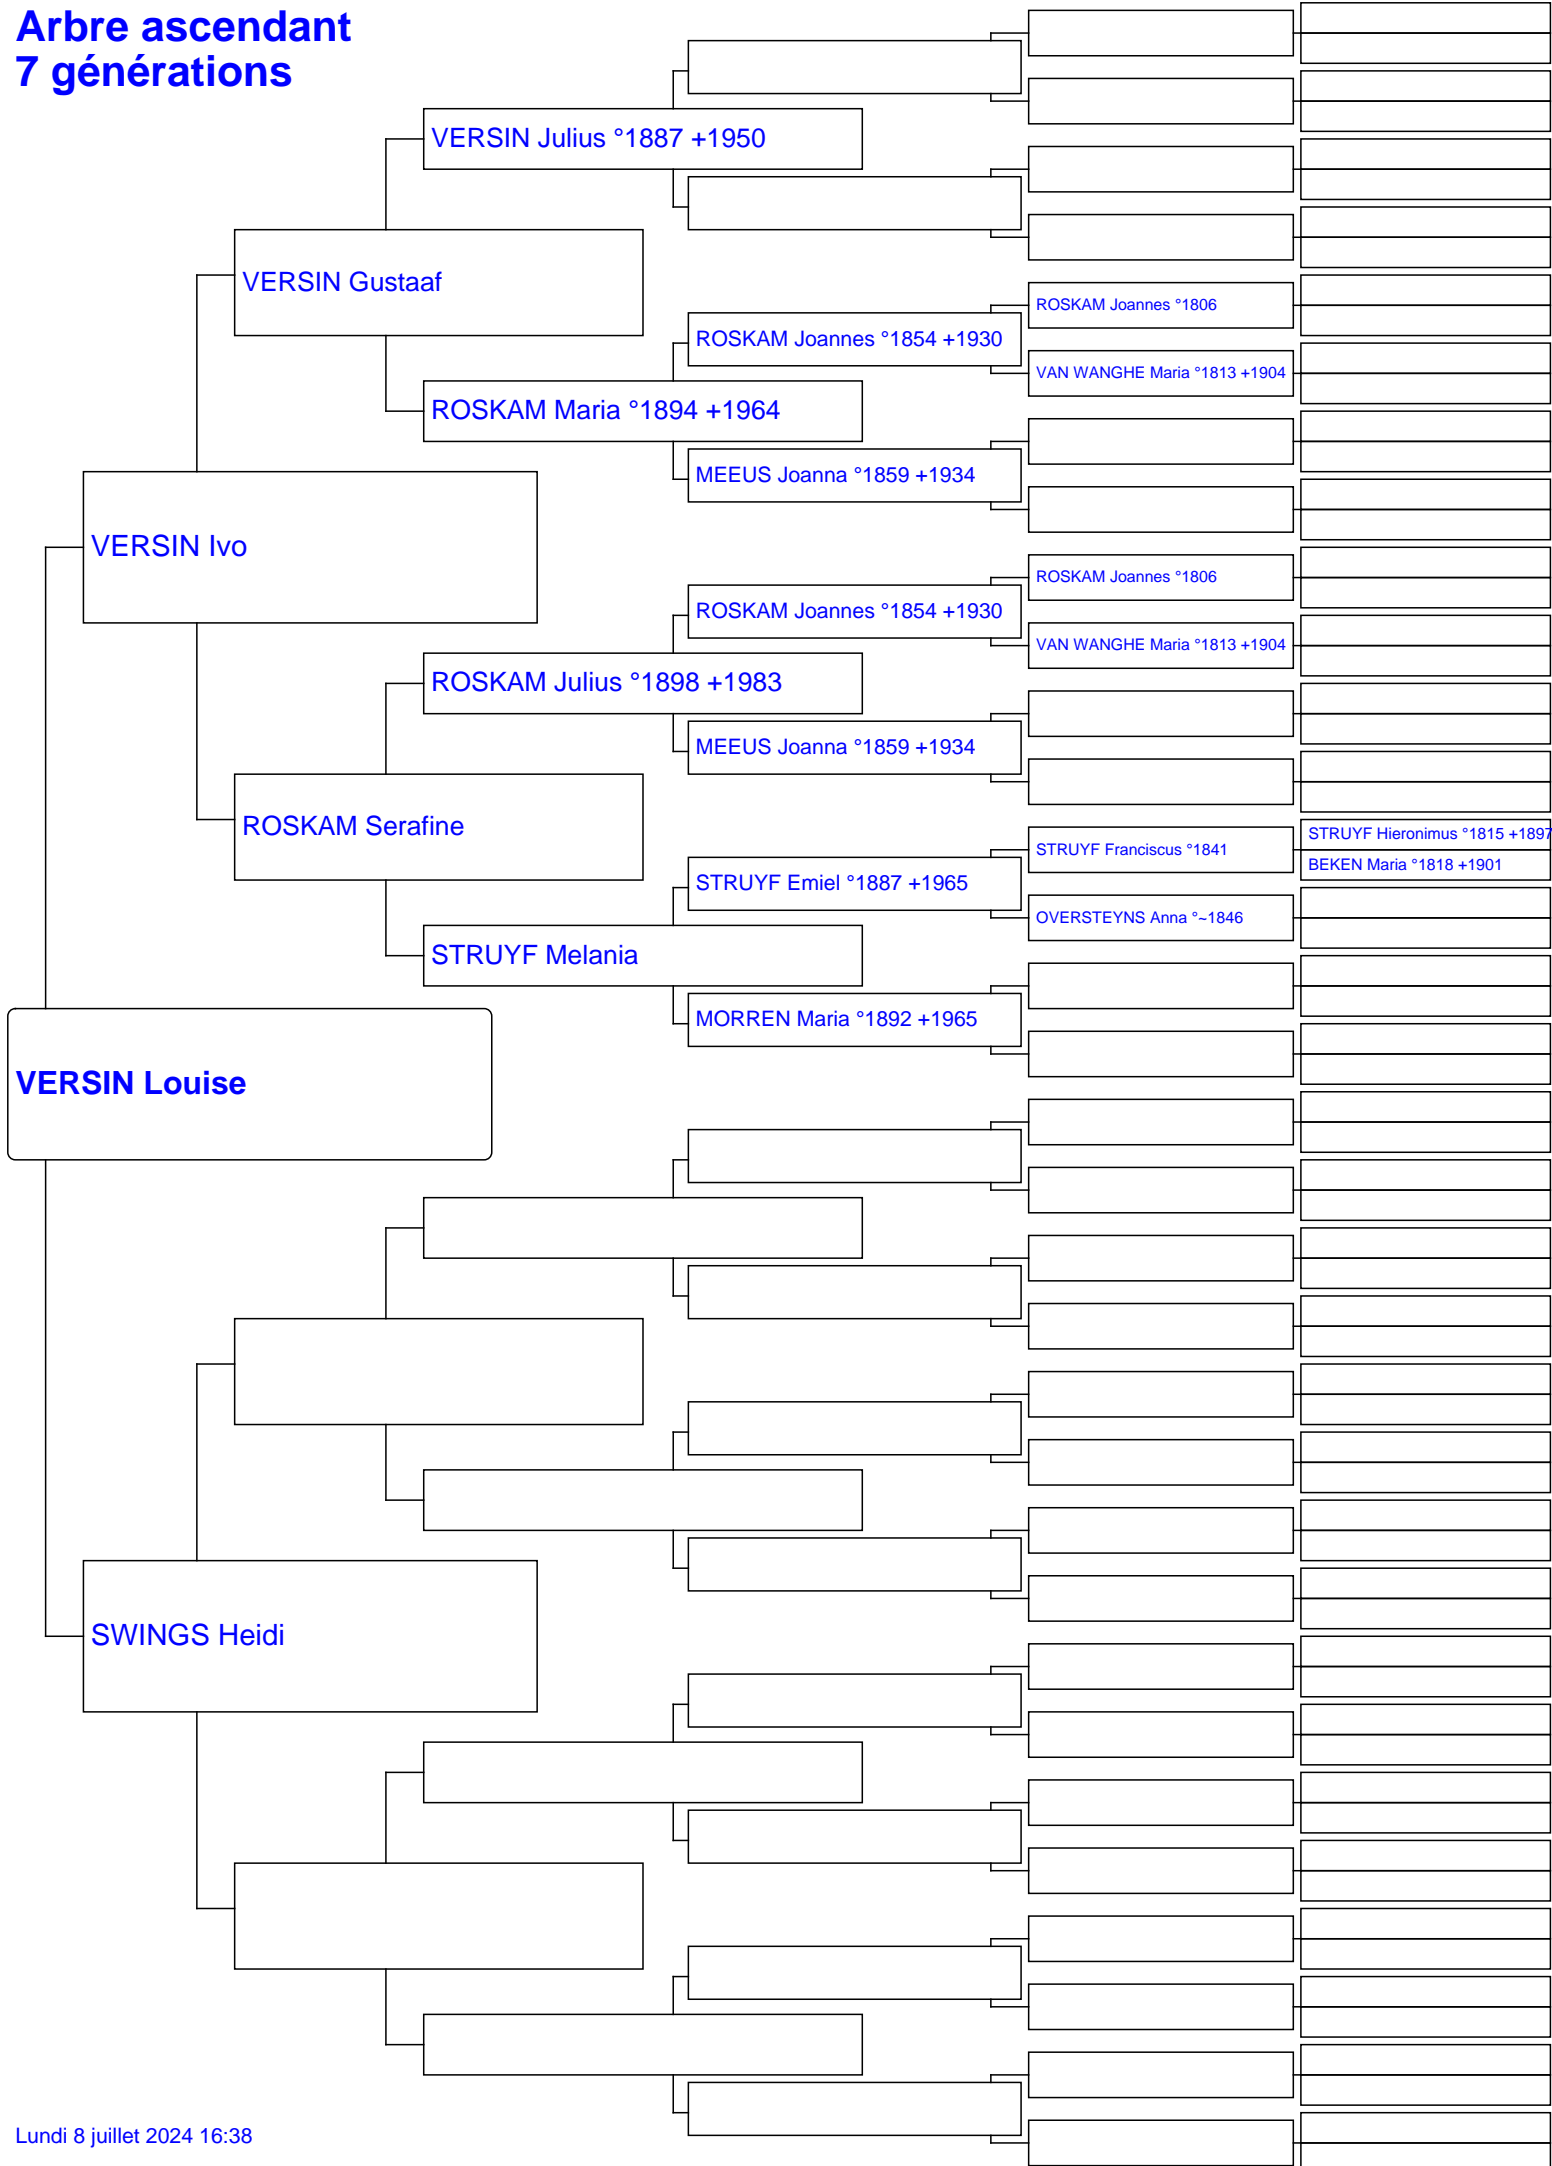 Arbre ascendant
7 générations
VERSIN Julius °1887 +1950
VERSIN Gustaaf
ROSKAM Joannes °1806
ROSKAM Joannes °1854 +1930
VAN WANGHE Maria °1813 +1904
ROSKAM Maria °1894 +1964
MEEUS Joanna °1859 +1934
VERSIN Ivo
ROSKAM Joannes °1806
ROSKAM Joannes °1854 +1930
VAN WANGHE Maria °1813 +1904
ROSKAM Julius °1898 +1983
MEEUS Joanna °1859 +1934
ROSKAM Serafine
STRUYF Hieronimus °1815 +1897
STRUYF Franciscus °1841
BEKEN Maria °1818 +1901
STRUYF Emiel °1887 +1965
OVERSTEYNS Anna °~1846
STRUYF Melania
MORREN Maria °1892 +1965
VERSIN Louise
SWINGS Heidi
Lundi 8 juillet 2024 16:38